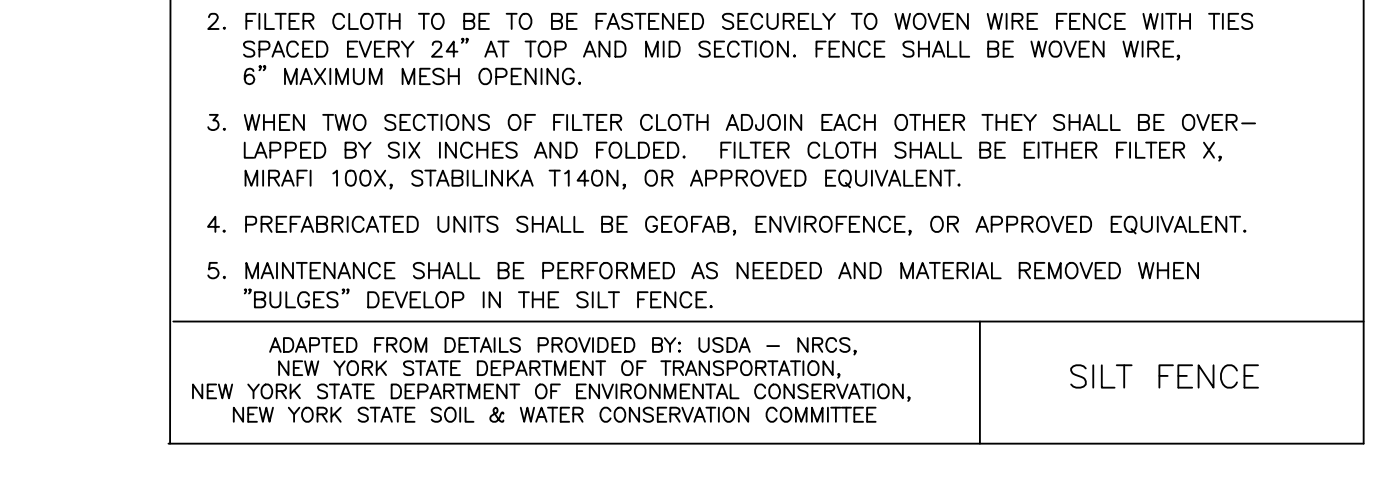 2. FILTER CLOTH TO BE TO BE FASTENED SECURELY TO WOVEN WIRE FENCE WITH TIES
SPACED EVERY 24” AT TOP AND MID SECTION. FENCE SHALL BE WOVEN WIRE,
6” MAXIMUM MESH OPENING.
3. WHEN TWO SECTIONS OF FILTER CLOTH ADJOIN EACH OTHER THEY SHALL BE OVER–
LAPPED BY SIX INCHES AND FOLDED. FILTER CLOTH SHALL BE EITHER FILTER X,
MIRAFI 100X, STABILINKA T140N, OR APPROVED EQUIVALENT.
4. PREFABRICATED UNITS SHALL BE GEOFAB, ENVIROFENCE, OR APPROVED EQUIVALENT.
5. MAINTENANCE SHALL BE PERFORMED AS NEEDED AND MATERIAL REMOVED WHEN
”BULGES” DEVELOP IN THE SILT FENCE.
ADAPTED FROM DETAILS PROVIDED BY: USDA – NRCS,
NEW YORK STATE DEPARTMENT OF TRANSPORTATION,
NEW YORK STATE DEPARTMENT OF ENVIRONMENTAL CONSERVATION,
NEW YORK STATE SOIL & WATER CONSERVATION COMMITTEE
SILT FENCE